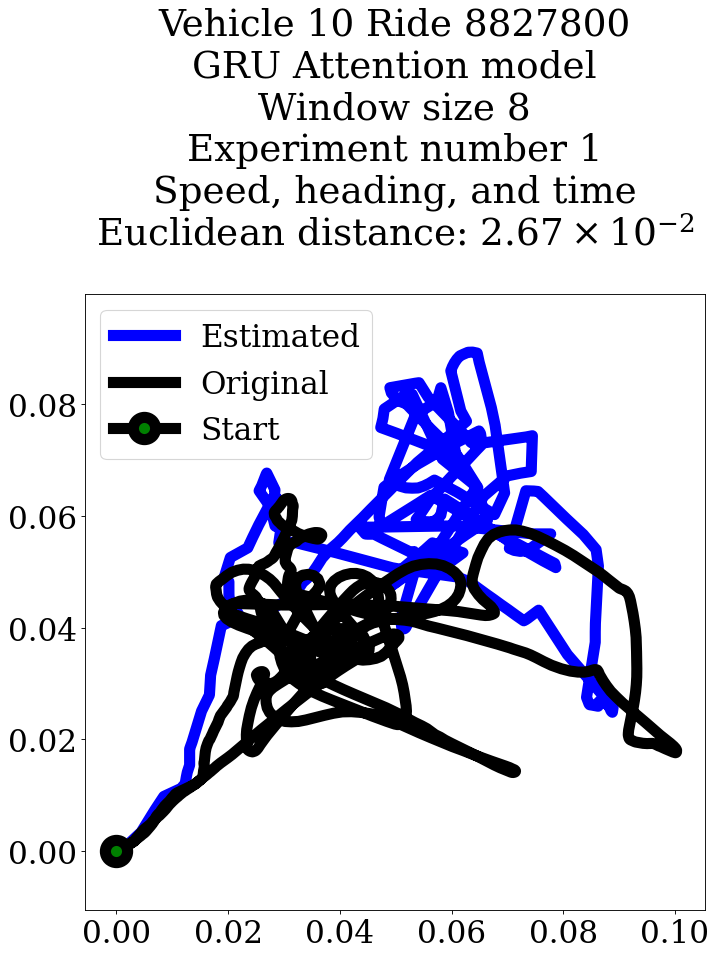 Vehicle 10 Ride 8827800
GRU Attention model
Window size 8
Experiment number 1
Speed, heading, and time
Euclidean distance: 2.67 × 10⁻²
Estimated
Original
Start
0.08
0.06
0.04
0.02
0.00
0.00 0.02 0.04 0.06 0.08 0.10